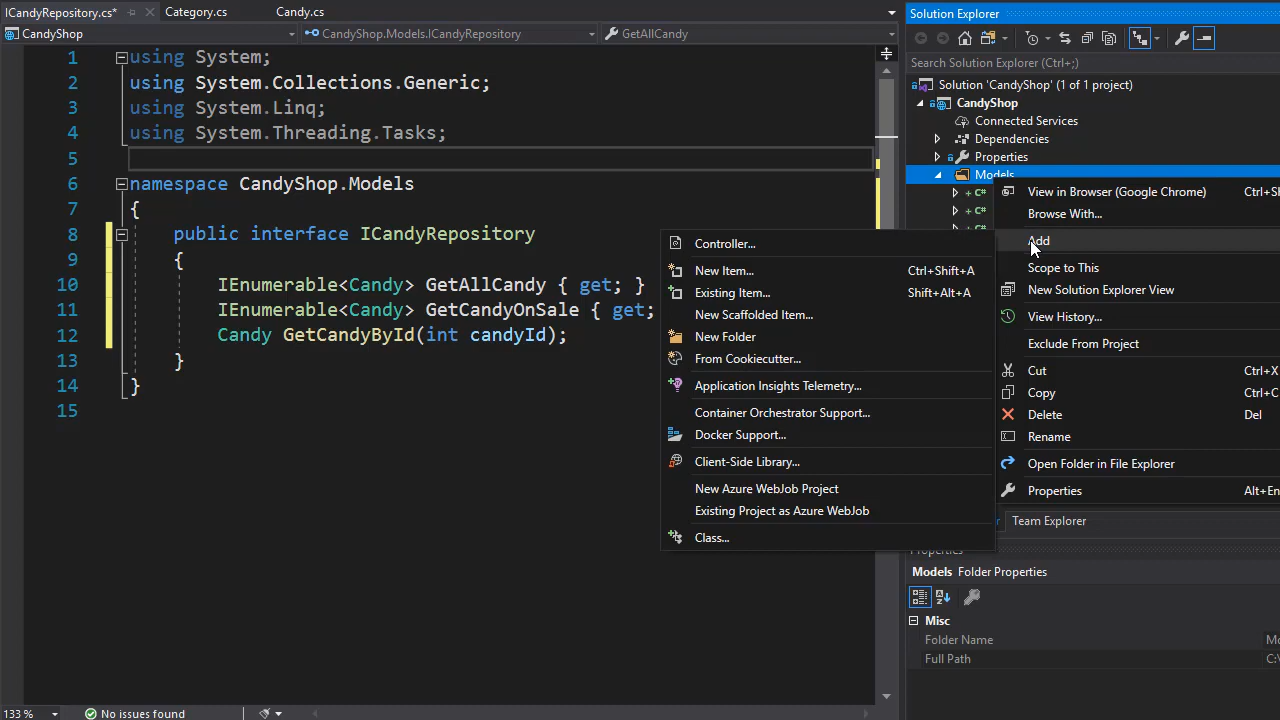 ICandyRepository.cs*
Category.cs
Candy.cs
CandyShop
CandyShop.Models.ICandyRepository
GetAllCandy
1 using System;
2 using System.Collections.Generic;
3 using System.Linq;
4 using System.Threading.Tasks;
5
6 namespace CandyShop.Models
7 {
8 public interface ICandyRepository
9 {
10 IEnumerable<Candy> GetAllCandy { get; }
11 IEnumerable<Candy> GetCandyOnSale { get;
12 Candy GetCandyById(int candyId);
13 }
14 }
15
133 %
No issues found
Controller...
New Item... Ctrl+Shift+A
Existing Item... Shift+Alt+A
New Scaffolded Item...
New Folder
From Cookiecutter...
Application Insights Telemetry...
Container Orchestrator Support...
Docker Support...
Client-Side Library...
New Azure WebJob Project
Existing Project as Azure WebJob
Class...
Solution Explorer
Search Solution Explorer (Ctrl+;)
Solution 'CandyShop' (1 of 1 project)
CandyShop
Connected Services
Dependencies
Properties
Models
C#
C#
View in Browser (Google Chrome) Ctrl+Sh
Browse With...
Add
Scope to This
New Solution Explorer View
View History...
Exclude From Project
Cut Ctrl+X
Copy Ctrl+C
Delete Del
Rename
Open Folder in File Explorer
Properties Alt+En
Team Explorer
Properties
Models Folder Properties
Misc
Folder Name Mo
Full Path C:\